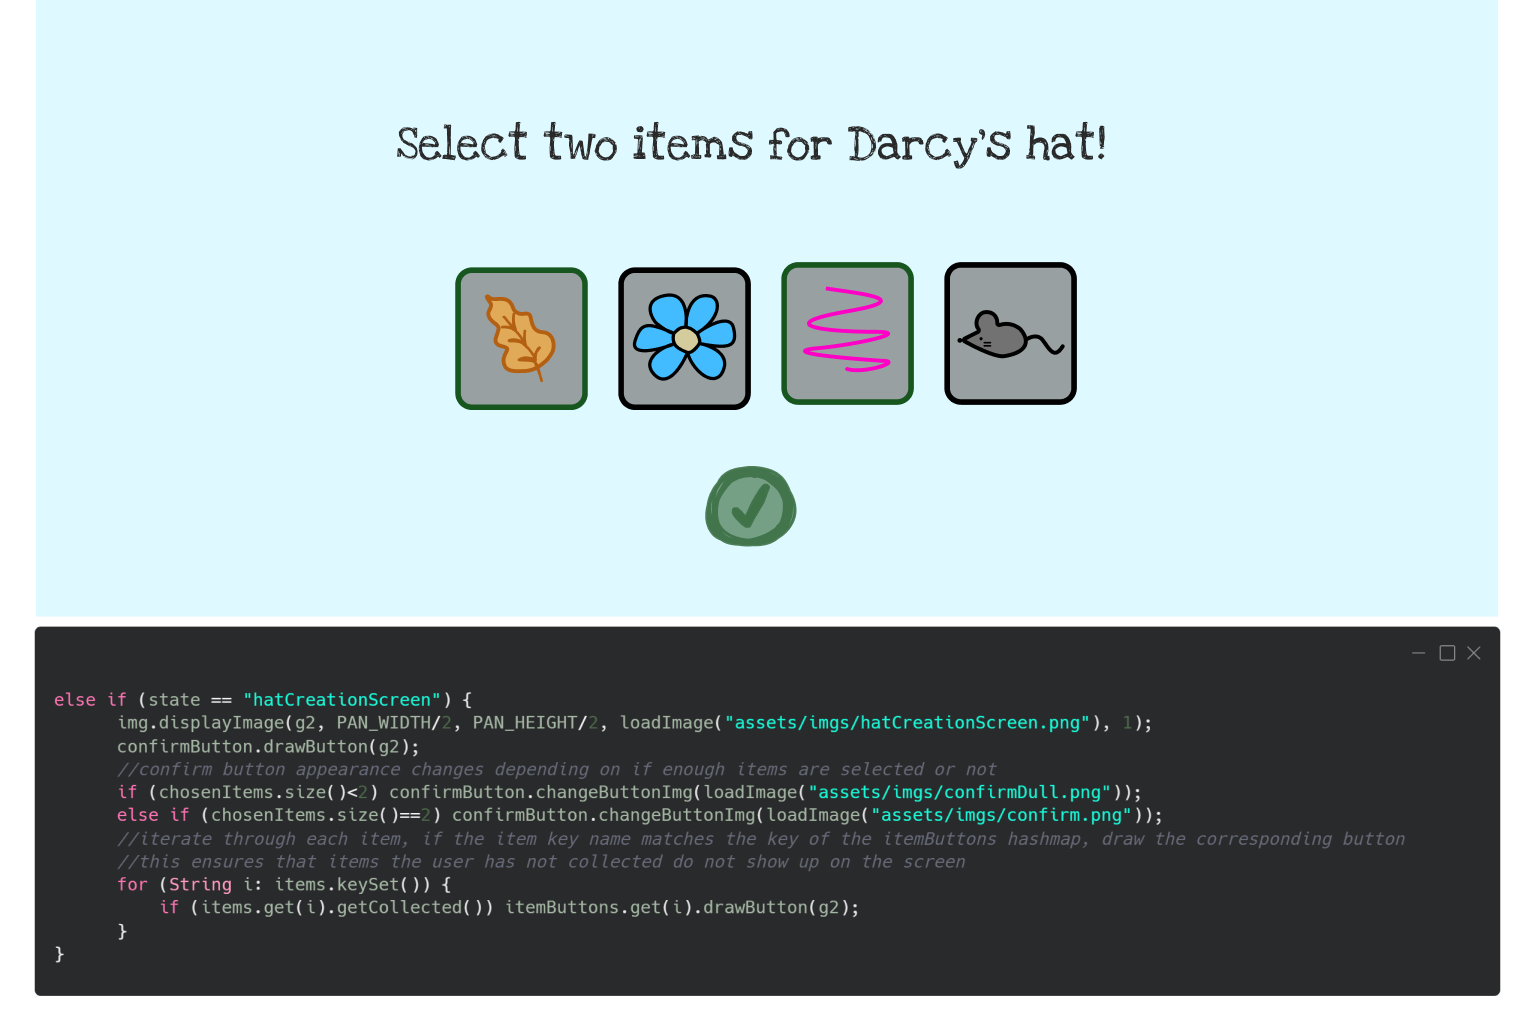 Select two items for Darcy's hat!
else if (state == "hatCreationScreen") {
img.displayImage(g2, PAN_WIDTH/2, PAN_HEIGHT/2, loadImage("assets/imgs/hatCreationScreen.png"), 1);
confirmButton.drawButton(g2);
//confirm button appearance changes depending on if enough items are selected or not
if (chosenItems.size()<2) confirmButton.changeButtonImg(loadImage("assets/imgs/confirmDull.png"));
else if (chosenItems.size()==2) confirmButton.changeButtonImg(loadImage("assets/imgs/confirm.png"));
//iterate through each item, if the item key name matches the key of the itemButtons hashmap, draw the corresponding button
//this ensures that items the user has not collected do not show up on the screen
for (String i: items.keySet()) {
if (items.get(i).getCollected()) itemButtons.get(i).drawButton(g2);
}
}